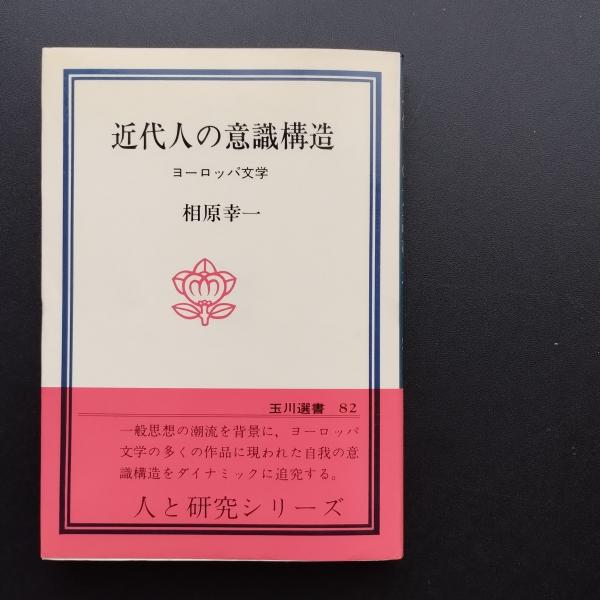 近代人の意識構造
ヨーロッパ文学
相原幸一
玉川選書 82
一般思想の潮流を背景に，ヨーロッパ
文学の多くの作品に現われた自我の意
識構造をダイナミックに追究する。
人と研究シリーズ